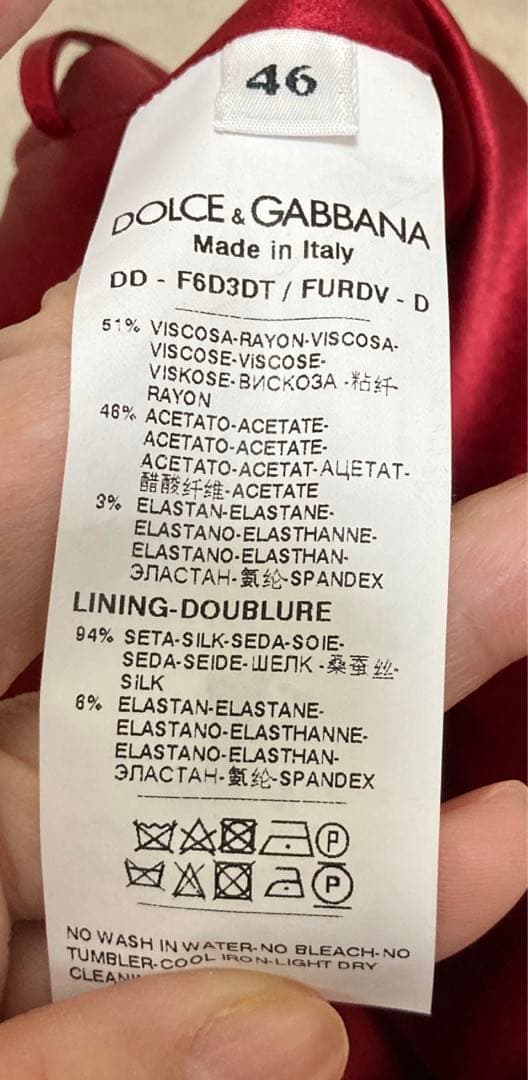 46
DOLCE & GABBANA
Made in Italy
DD - F6D3DT / FURDV - D
51% VISCOSA-RAYON-VISCOSA-
VISCOSE-VISCOSE-
VISKOSE-ВИСКОЗА-粘纤-
RAYON
46% ACETATO-ACETATE-
ACETATO-ACETATE-
ACETATO-ACETAT-АЦЕТАТ-
醋酸纤维-ACETATE
3% ELASTAN-ELASTANE-
ELASTANO-ELASTHANNE-
ELASTANO-ELASTHAN-
ЭЛАСТАН-氨纶-SPANDEX
LINING-DOUBLURE
94% SETA-SILK-SEDA-SOIE-
SEDA-SEIDE-ШЕЛК-桑蚕丝-
SILK
6% ELASTAN-ELASTANE-
ELASTANO-ELASTHANNE-
ELASTANO-ELASTHAN-
ЭЛАСТАН-氨纶-SPANDEX
P
P
NO WASH IN WATER-NO BLEACH-NO
TUMBLER-COOL IRON-LIGHT DRY